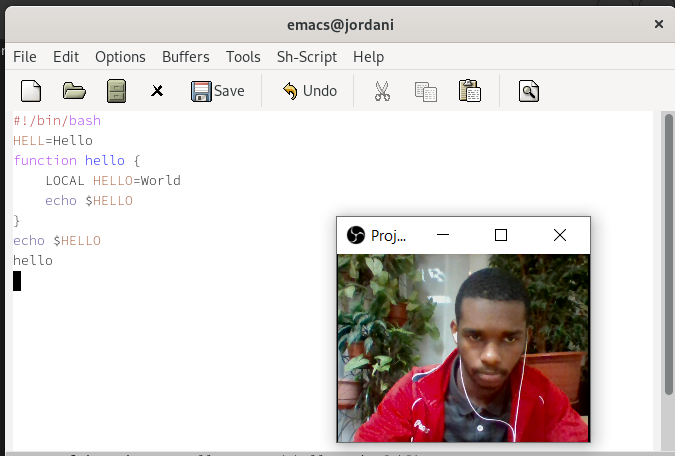 emacs@jordani
File Edit Options Buffers Tools Sh-Script Help
Save Undo
#!/bin/bash
HELL=Hello
function hello {
LOCAL HELLO=World
echo $HELLO
}
echo $HELLO
hello
Proj...